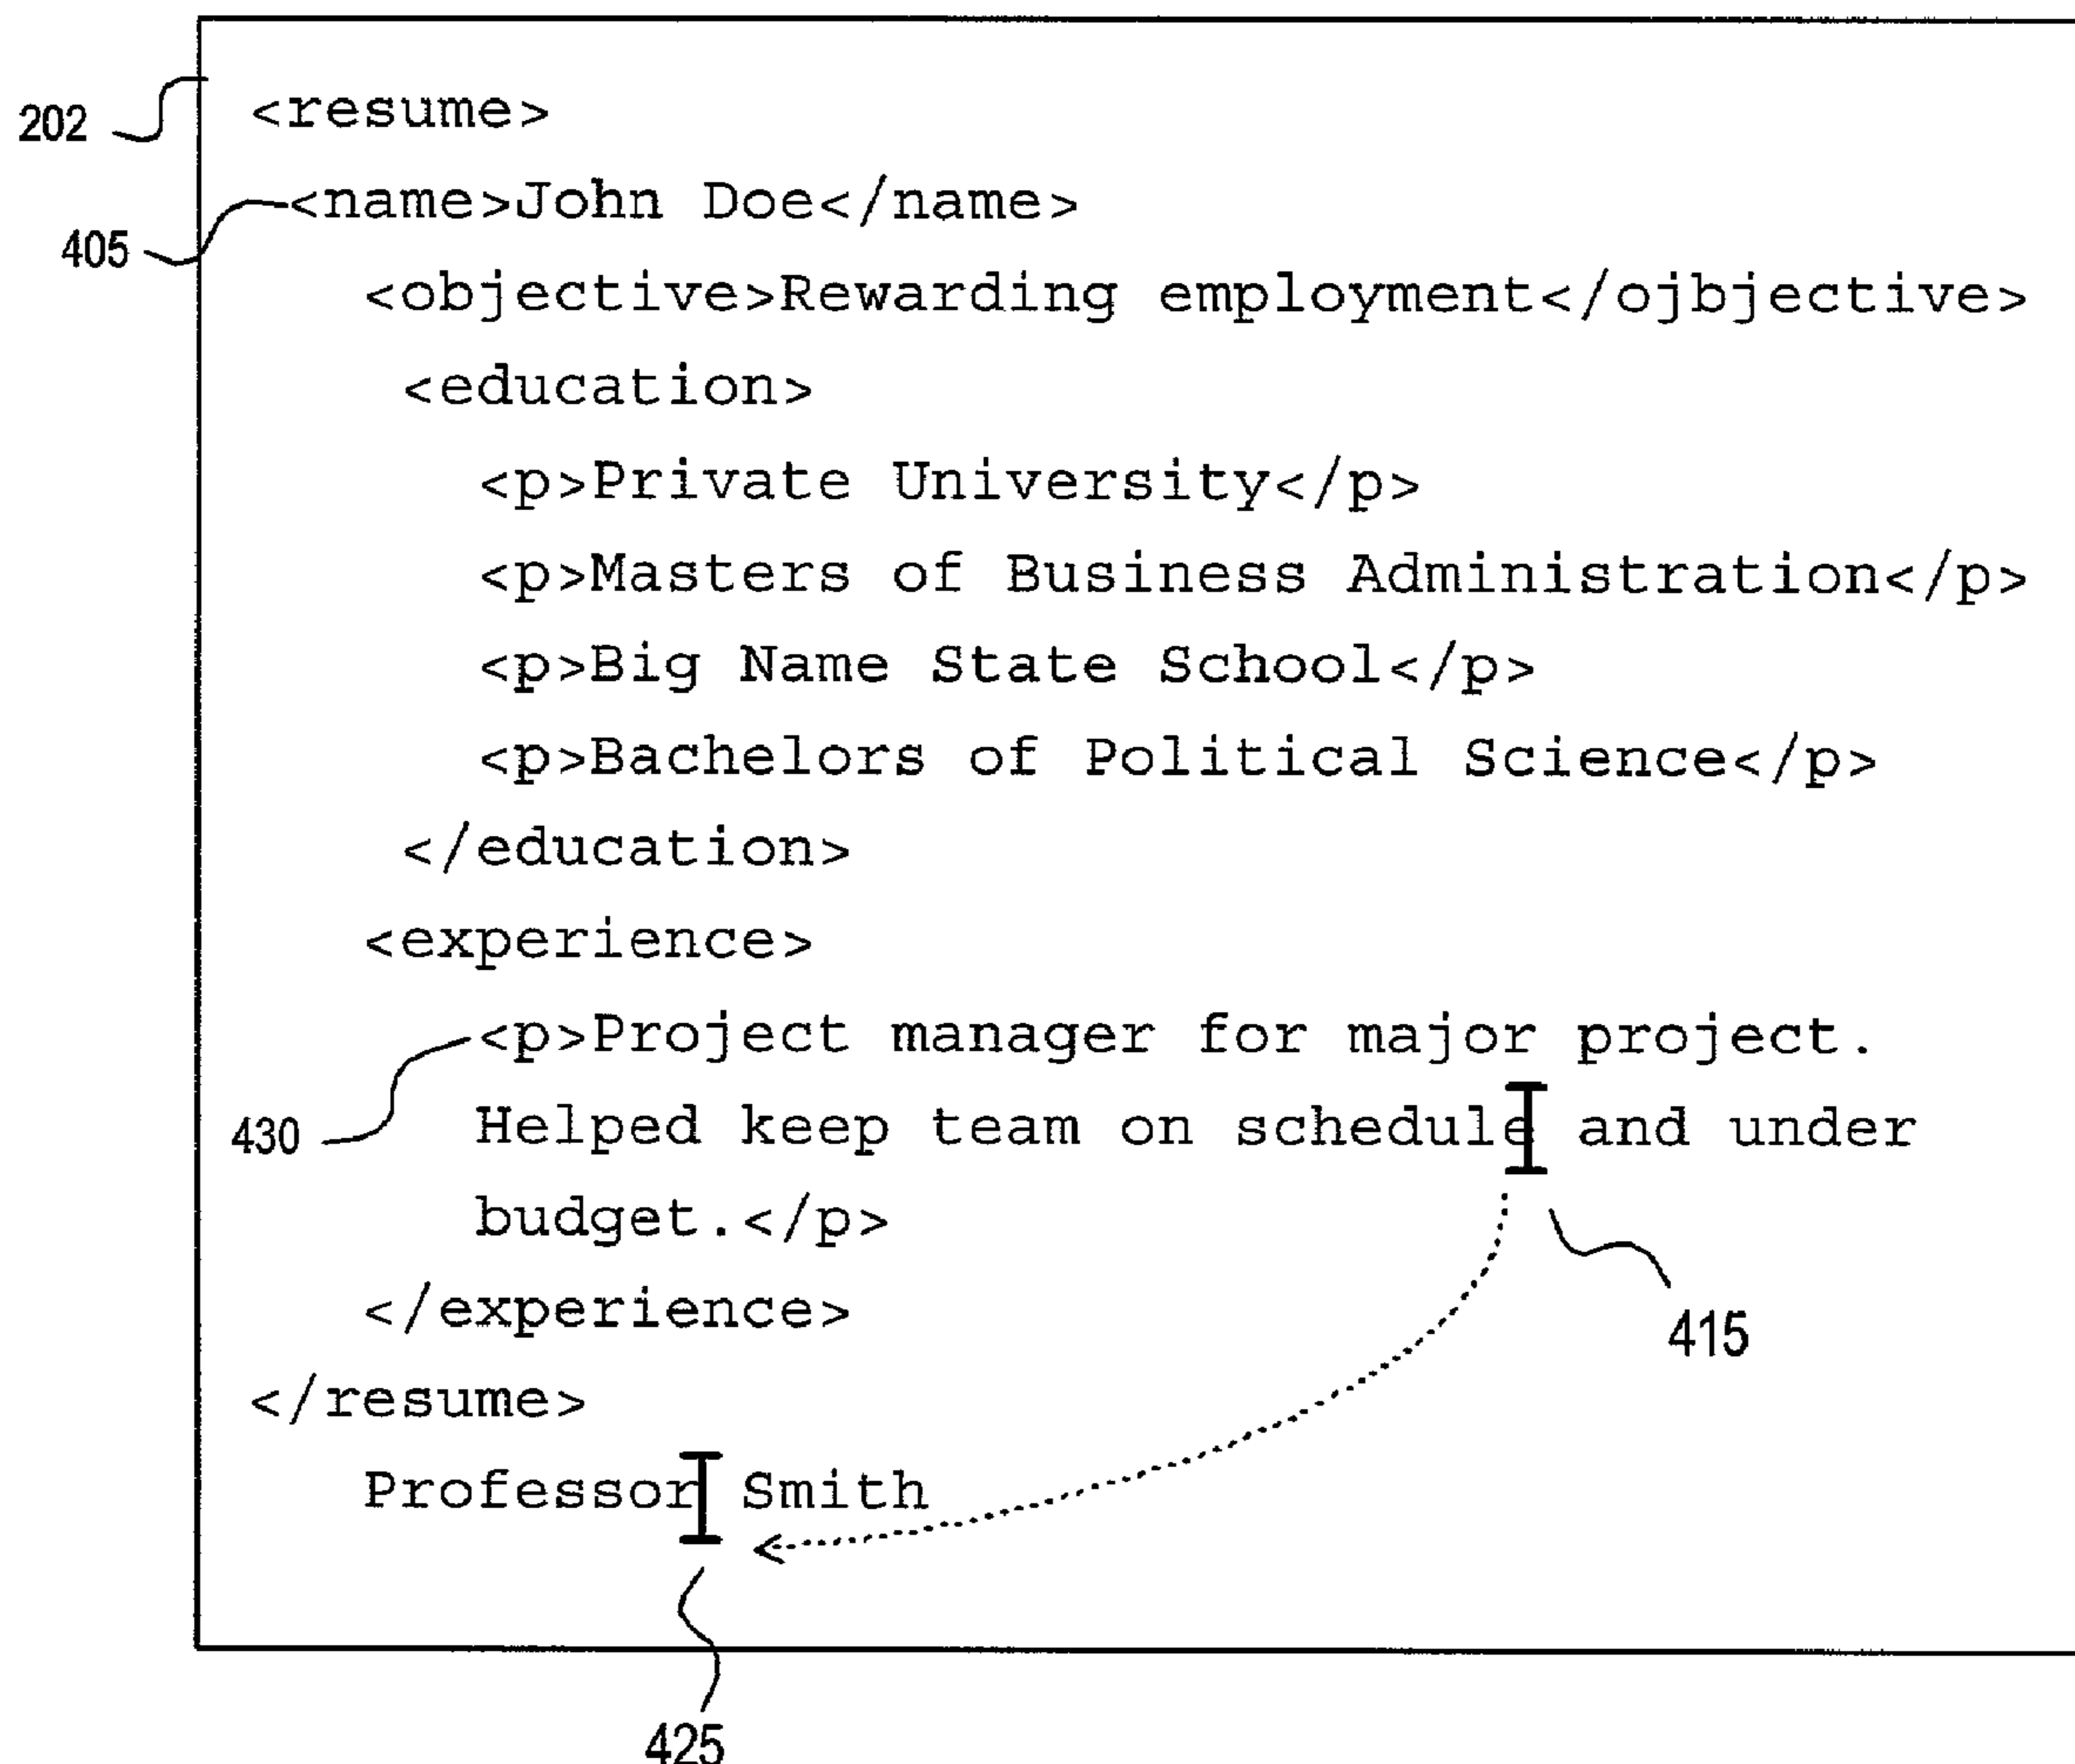 202
<resume>
405
<name>John Doe</name>
<objective>Rewarding employment</ojbjective>
<education>
<p>Private University</p>
<p>Masters of Business Administration</p>
<p>Big Name State School</p>
<p>Bachelors of Political Science</p>
</education>
<experience>
<p>Project manager for major project.
430
Helped keep team on schedule and under
budget.</p>
</experience>
415
</resume>
Professor Smith
425